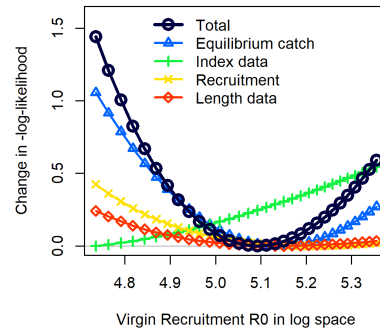 Total
Equilibrium catch
Index data
Recruitment
Length data
Change in -log-likelihood
0.0
0.5
1.0
1.5
4.8
4.9
5.0
5.1
5.2
5.3
Virgin Recruitment R0 in log space